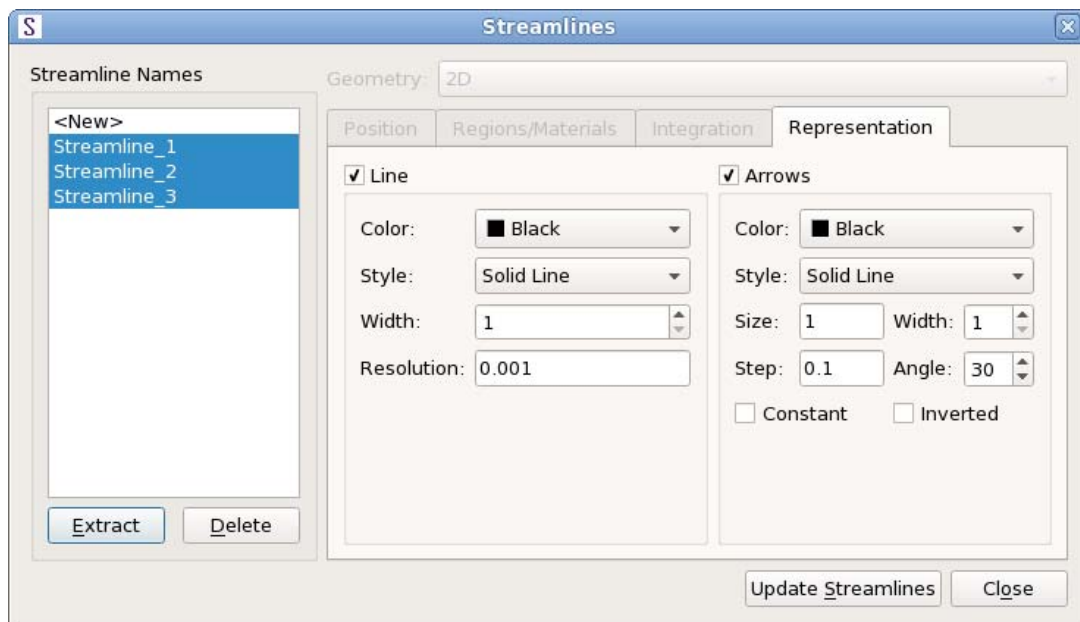 S
Streamlines
Streamline Names
<New>
Streamline_1
Streamline_2
Streamline_3
Extract
Delete
Geometry: 2D
Position
Regions/Materials
Integration
Representation
Line
Color: Black
Style: Solid Line
Width: 1
Resolution: 0.001
Arrows
Color: Black
Style: Solid Line
Size: 1 Width: 1
Step: 0.1 Angle: 30
Constant Inverted
Update Streamlines
Close